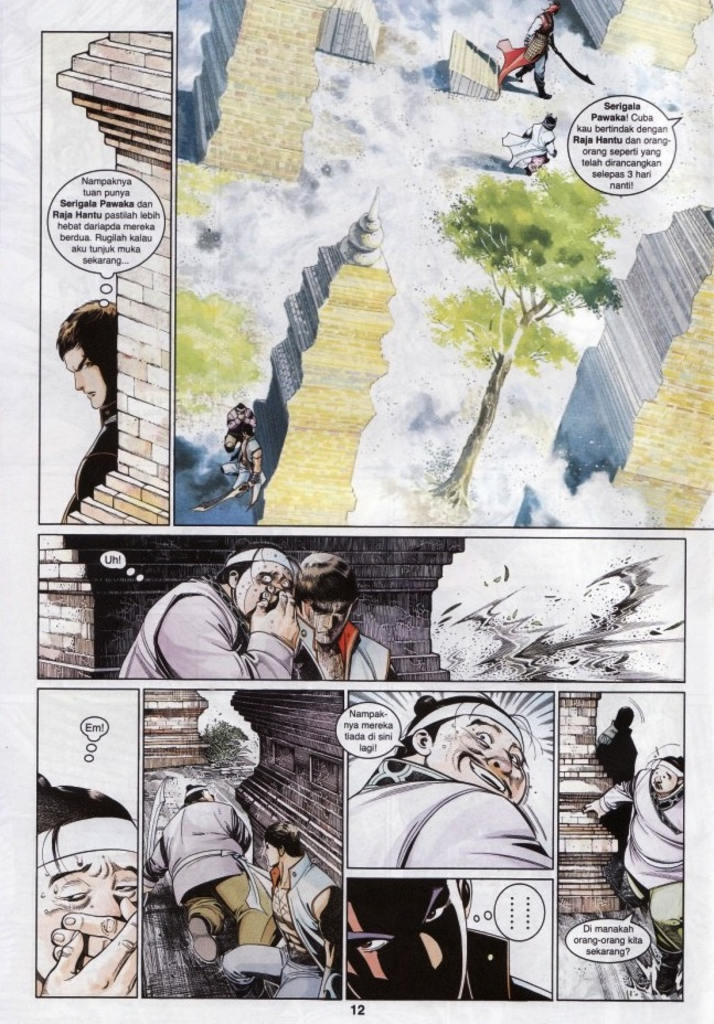 Nampaknya
tuan punya
Serigala Pawaka dan
Raja Hantu pastilah lebih
hebat dariapda mereka
berdua. Rugilah kalau
aku tunjuk muka
sekarang...
Serigala
Pawaka! Cuba
kau bertindak dengan
Raja Hantu dan orang-
orang seperti yang
telah dirancangkan
selepas 3 hari
nanti!
Uh!
Em!
Nampak-
nya mereka
tiada di sini
lagi!
Di manakah
orang-orang kita
sekarang?
12